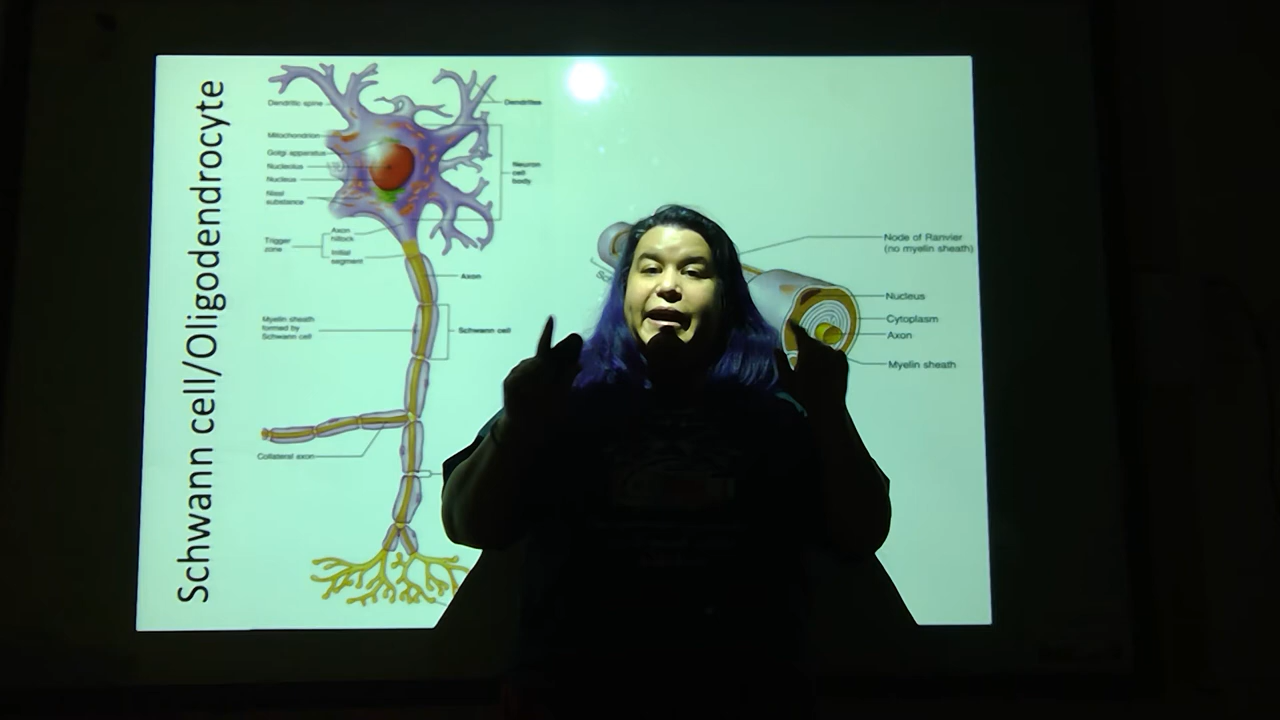 Schwann cell/Oligodendrocyte
Dendritic spine
Dendrites
Mitochondrion
Golgi apparatus
Nucleolus
Nucleus
Nissl
substance
Neuron
cell
body
Trigger
zone
Axon
hillock
Initial
segment
Axon
Myelin sheath
formed by
Schwann cell
Schwann cell
Collateral axon
Node of Ranvier
(no myelin sheath)
Nucleus
Cytoplasm
Axon
Myelin sheath